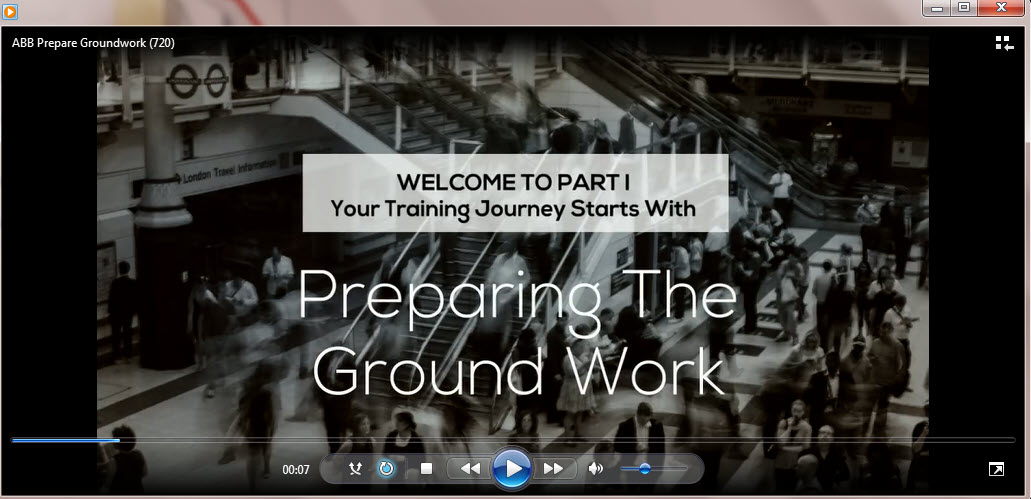 ABB Prepare Groundwork (720)
London Travel Information
WELCOME TO PART I
Your Training Journey Starts With
Preparing The
Ground Work
00:07